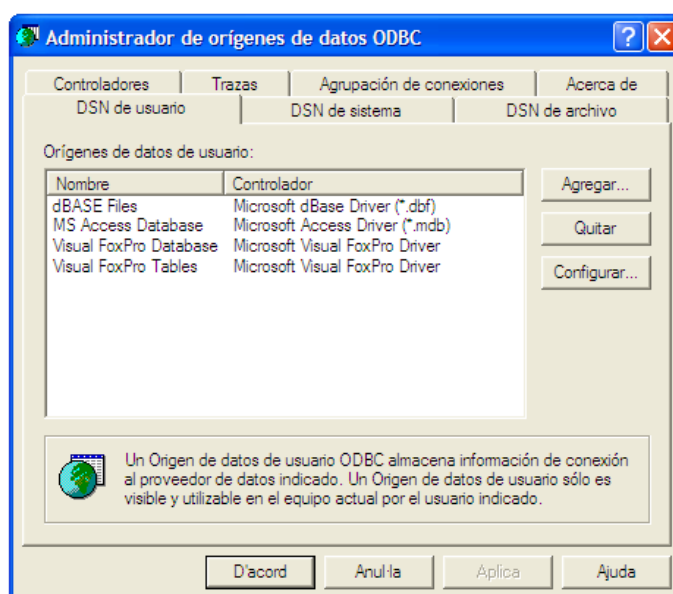 Administrador de orígenes de datos ODBC
Controladores Trazas Agrupación de conexiones Acerca de
DSN de usuario DSN de sistema DSN de archivo
Orígenes de datos de usuario:
Nombre Controlador Agregar...
dBASE Files Microsoft dBase Driver (*.dbf)
MS Access Database Microsoft Access Driver (*.mdb) Quitar
Visual FoxPro Database Microsoft Visual FoxPro Driver
Visual FoxPro Tables Microsoft Visual FoxPro Driver Configurar...
Un Origen de datos de usuario ODBC almacena información de conexión
al proveedor de datos indicado. Un Origen de datos de usuario sólo es
visible y utilizable en el equipo actual por el usuario indicado.
D'acord Anul·la Aplica Ajuda